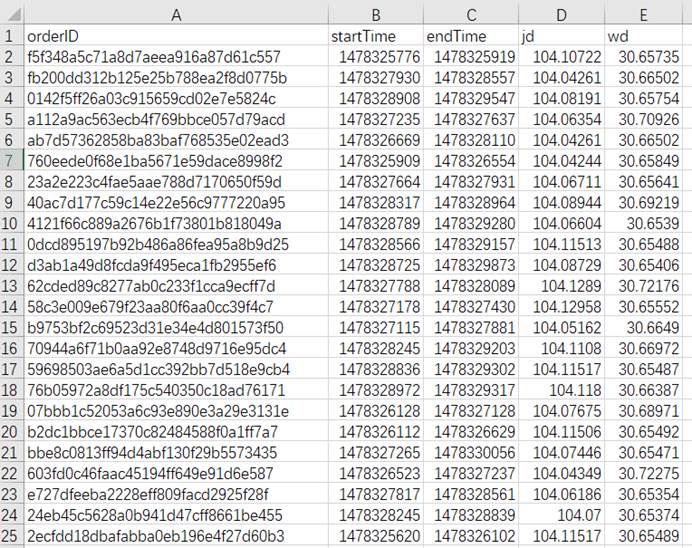 A B C D E
1 orderID startTime endTime jd wd
2 f5f348a5c71a8d7aeea916a87d61c557 1478325776 1478325919 104.10722 30.65735
3 fb200dd312b125e25b788ea2f8d0775b 1478327930 1478328557 104.04261 30.66502
4 0142f5ff26a03c915659cd02e7e5824c 1478328908 1478329547 104.08191 30.65754
5 a112a9ac563ecb4f769bbce057d79acd 1478327235 1478327637 104.06354 30.70926
6 ab7d57362858ba83baf768535e02ead3 1478326669 1478328110 104.04261 30.66502
7 760eede0f68e1ba5671e59dace8998f2 1478325909 1478326554 104.04244 30.65849
8 23a2e223c4fae5aae788d7170650f59d 1478327664 1478327931 104.06711 30.65641
9 40ac7d177c59c14e22e56c9777220a95 1478328317 1478328964 104.08944 30.69219
10 4121f66c889a2676b1f73801b818049a 1478328789 1478329280 104.06604 30.6539
11 0dcd895197b92b486a86fea95a8b9d25 1478328566 1478329157 104.11513 30.65488
12 d3ab1a49d8fcda9f495eca1fb2955ef6 1478328725 1478329873 104.08729 30.65406
13 62cded89c8277ab0c233f1cca9ecff7d 1478327788 1478328089 104.1289 30.72176
14 58c3e009e679f23aa80f6aa0cc39f4c7 1478327178 1478327430 104.12958 30.65552
15 b9753bf2c69523d31e34e4d801573f50 1478327115 1478327881 104.05162 30.6649
16 70944a6f71b0aa92e8748d9716e95dc4 1478328245 1478329203 104.1108 30.66972
17 59698503ae6a5d1cc392bb7d518e9cb4 1478328836 1478329302 104.11517 30.65487
18 76b05972a8df175c540350c18ad76171 1478328972 1478329317 104.118 30.66387
19 07bbb1c52053a6c93e890e3a29e3131e 1478326128 1478327128 104.07675 30.68971
20 b2dc1bbce17370c82484588f0a1ff7a7 1478326112 1478326629 104.11506 30.65492
21 bbe8c0813ff94d4abf130f29b5573435 1478327265 1478330056 104.07446 30.65471
22 603fd0c46faac45194ff649e91d6e587 1478326523 1478327237 104.04349 30.72275
23 e727dfeeba2228eff809facd2925f28f 1478327817 1478328561 104.06186 30.65354
24 24eb45c5628a0b941d47cff8661be455 1478328245 1478328839 104.07 30.65374
25 2ecfdd18dbafabba0eb196e4f27d60b3 1478325620 1478326102 104.11517 30.65489